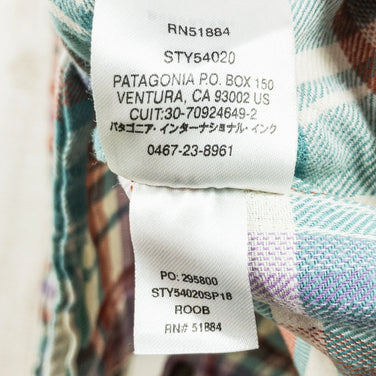 RN51884
STY54020
PATAGONIA P.O. BOX 150
VENTURA, CA 93002 US
CUIT:30-70924649-2
パタゴニア・インターナショナル・インク
0467-23-8961
PO: 295800
STY54020SP18
ROOB
RN# 51884